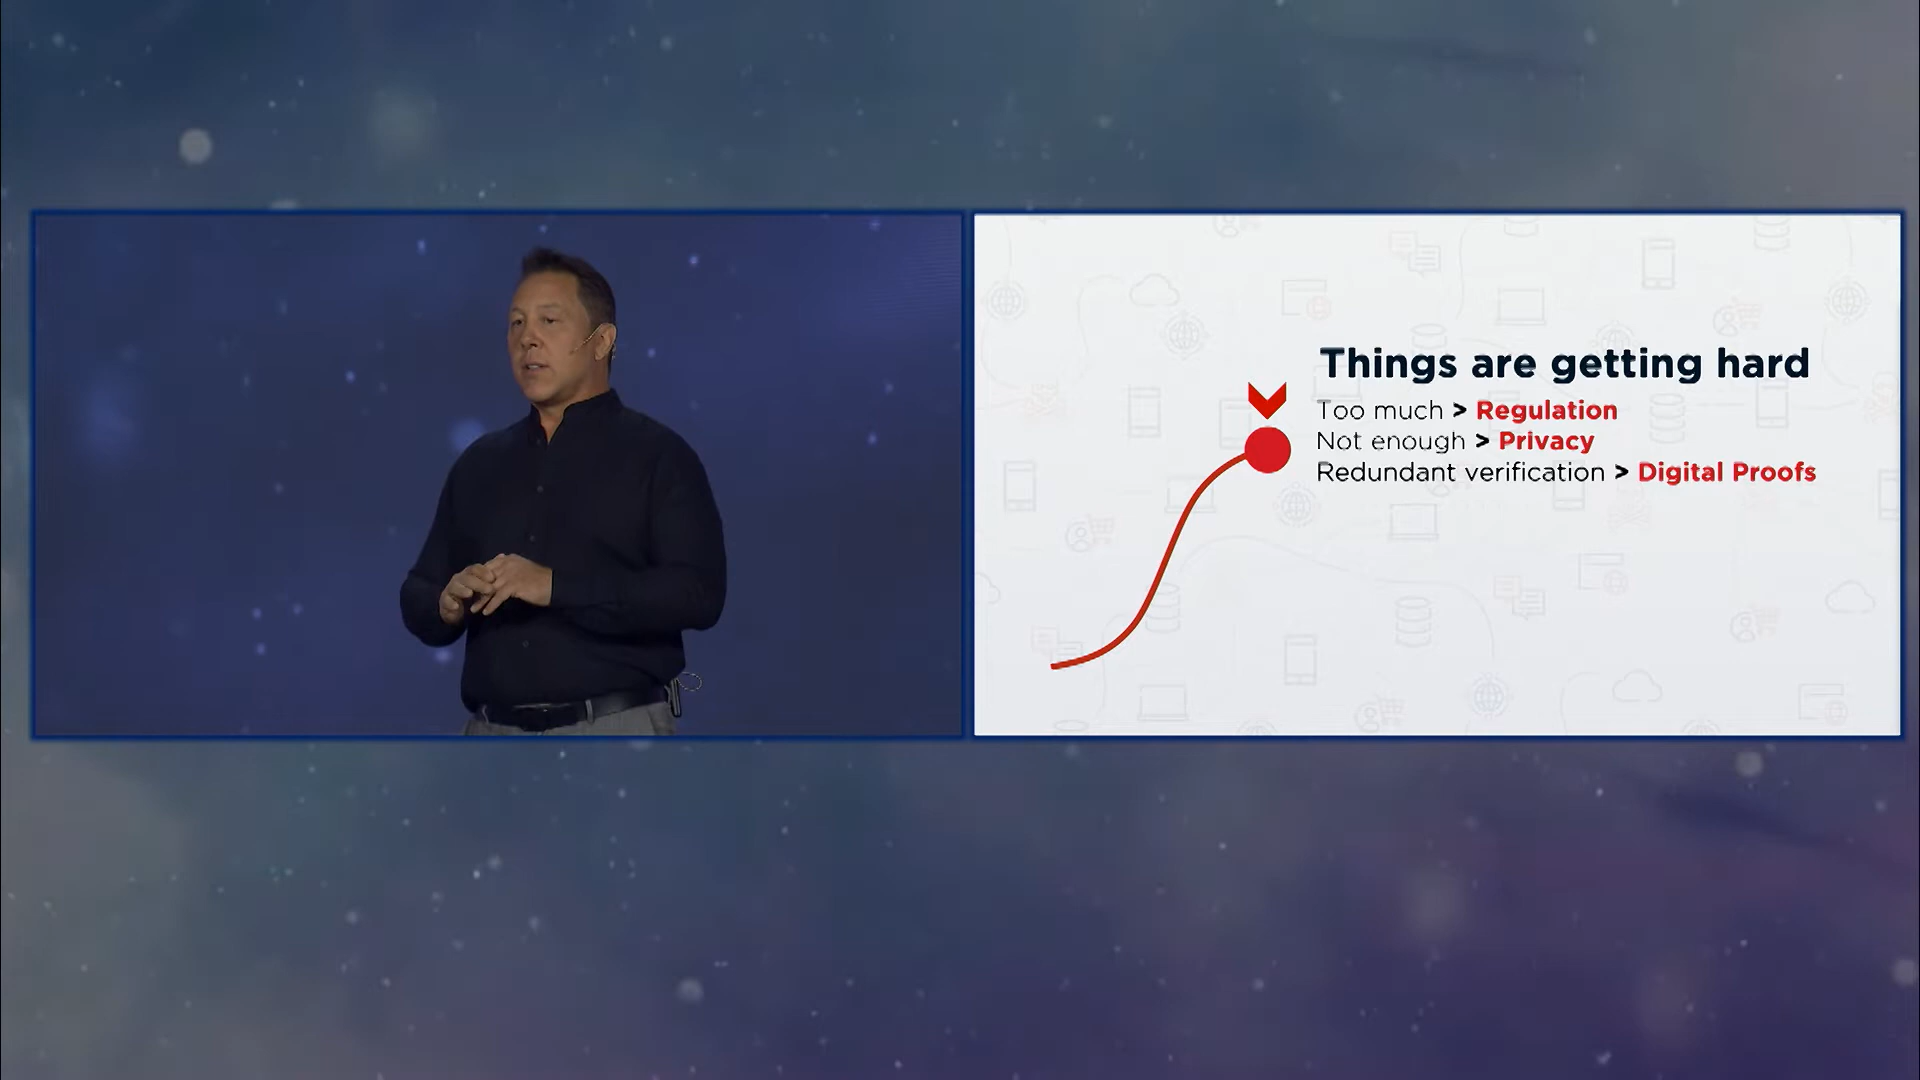 Things are getting hard
Too much > Regulation
Not enough > Privacy
Redundant verification > Digital Proofs